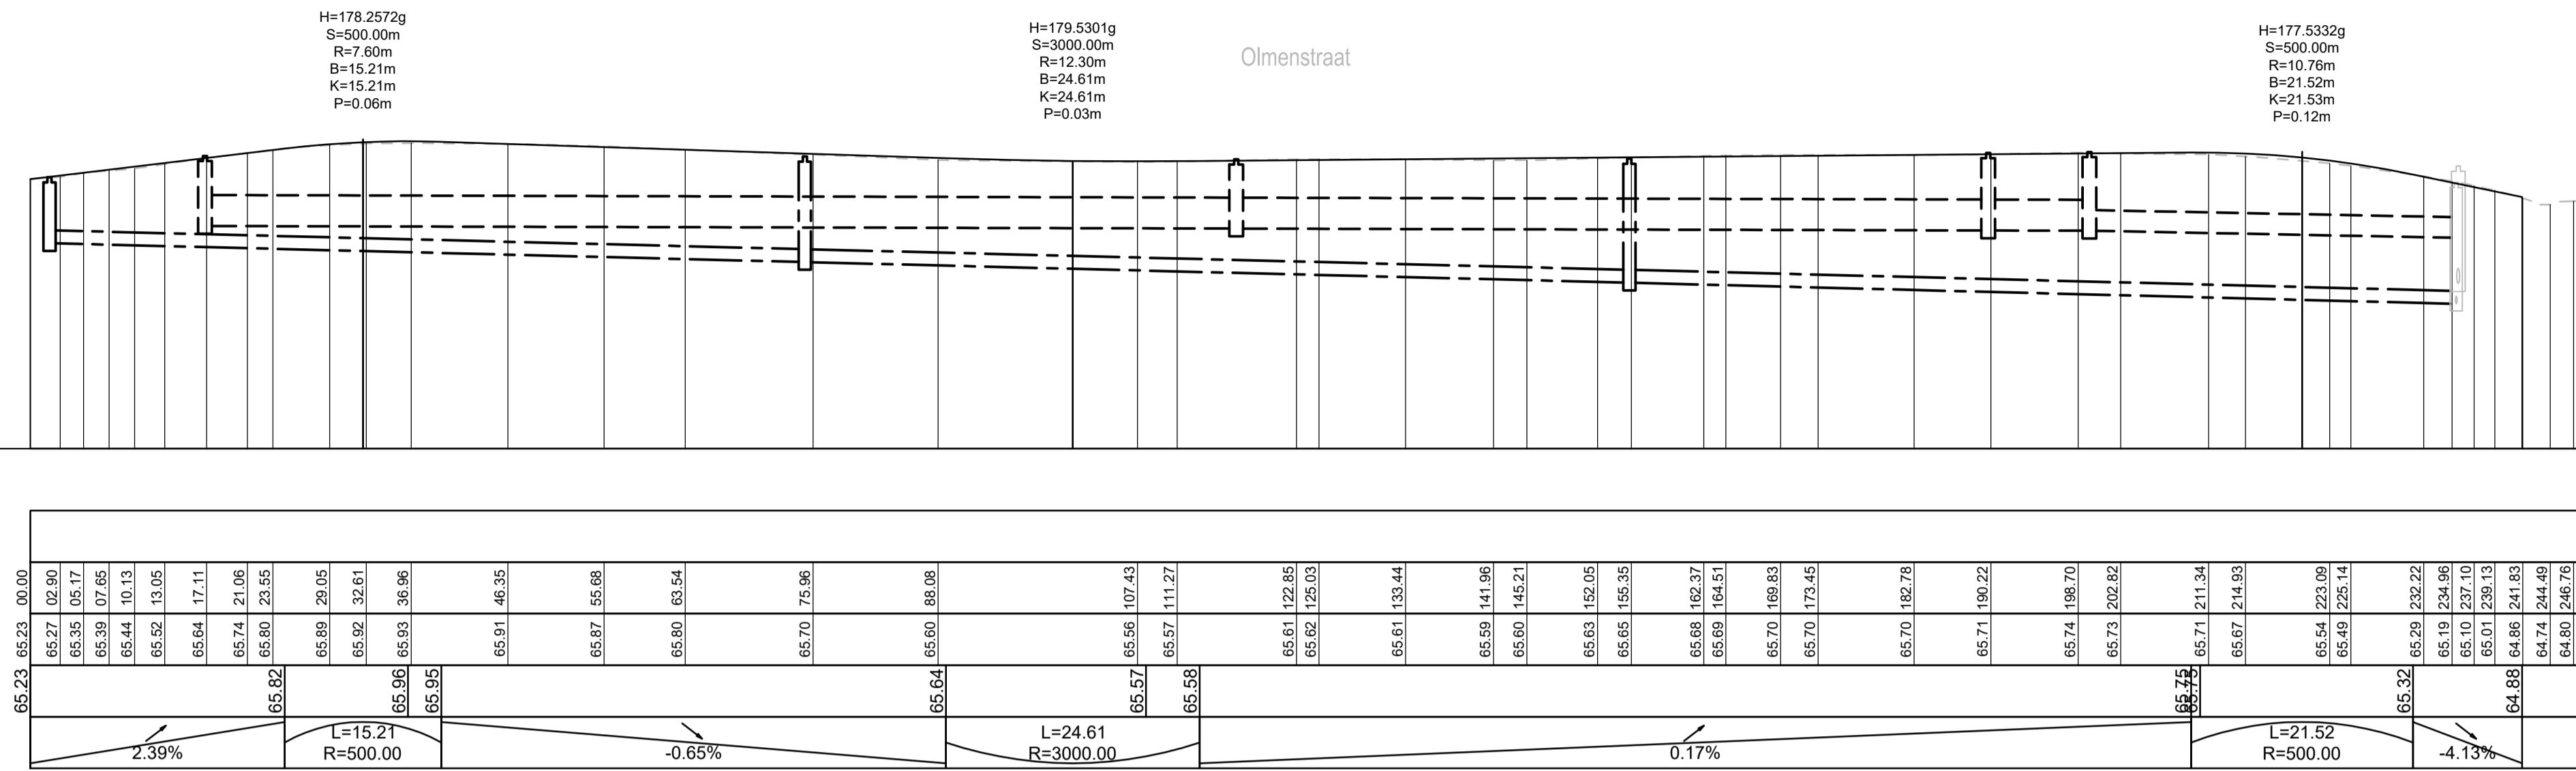 H=178.2572g
S=500.00m
R=7.60m
B=15.21m
K=15.21m
P=0.06m
H=179.5301g
S=3000.00m
R=12.30m
B=24.61m
K=24.61m
P=0.03m
Olmenstraat
H=177.5332g
S=500.00m
R=10.76m
B=21.52m
K=21.53m
P=0.12m
00.00 02.90 05.17 07.65 10.13 13.05 17.11 21.06 23.55 29.05 32.61 36.96 46.35 55.68 63.54 75.96 88.08 107.43 111.27 122.85 125.03 133.44 141.96 145.21 152.05 155.35 162.37 164.51 169.83 173.45 182.78 190.22 198.70 202.82 211.34 214.93 223.09 225.14 232.22 234.96 237.10 239.13 241.83 244.49 246.76
65.23 65.27 65.35 65.39 65.44 65.52 65.64 65.74 65.80 65.89 65.92 65.93 65.91 65.87 65.80 65.70 65.60 65.56 65.57 65.61 65.62 65.61 65.59 65.60 65.63 65.65 65.68 65.69 65.70 65.70 65.70 65.71 65.74 65.73 65.71 65.67 65.54 65.49 65.29 65.19 65.10 65.01 64.86 64.74 64.80
65.23 65.82 65.96 65.95 65.64 65.57 65.58 65.75 65.75 65.32 64.88
2.39%
L=15.21
R=500.00
-0.65%
L=24.61
R=3000.00
0.17%
L=21.52
R=500.00
-4.13%